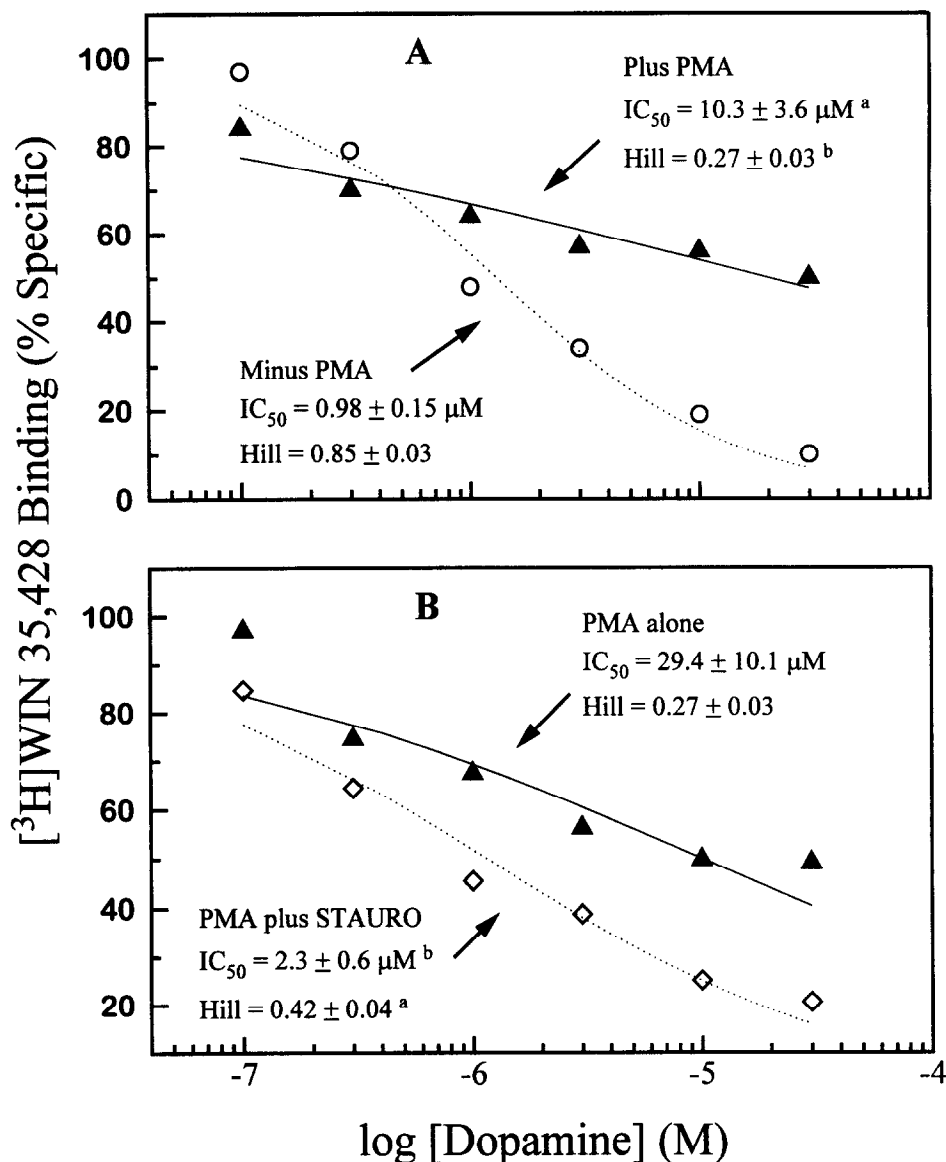 [³H]WIN 35,428 Binding (% Specific)
A
100
80
60
40
20
0
Plus PMA
IC₅₀ = 10.3 ± 3.6 µM ᵃ
Hill = 0.27 ± 0.03 ᵇ
Minus PMA
IC₅₀ = 0.98 ± 0.15 µM
Hill = 0.85 ± 0.03
B
100
80
60
40
20
PMA alone
IC₅₀ = 29.4 ± 10.1 µM
Hill = 0.27 ± 0.03
PMA plus STAURO
IC₅₀ = 2.3 ± 0.6 µM ᵇ
Hill = 0.42 ± 0.04 ᵃ
-7 -6 -5 -4
log [Dopamine] (M)